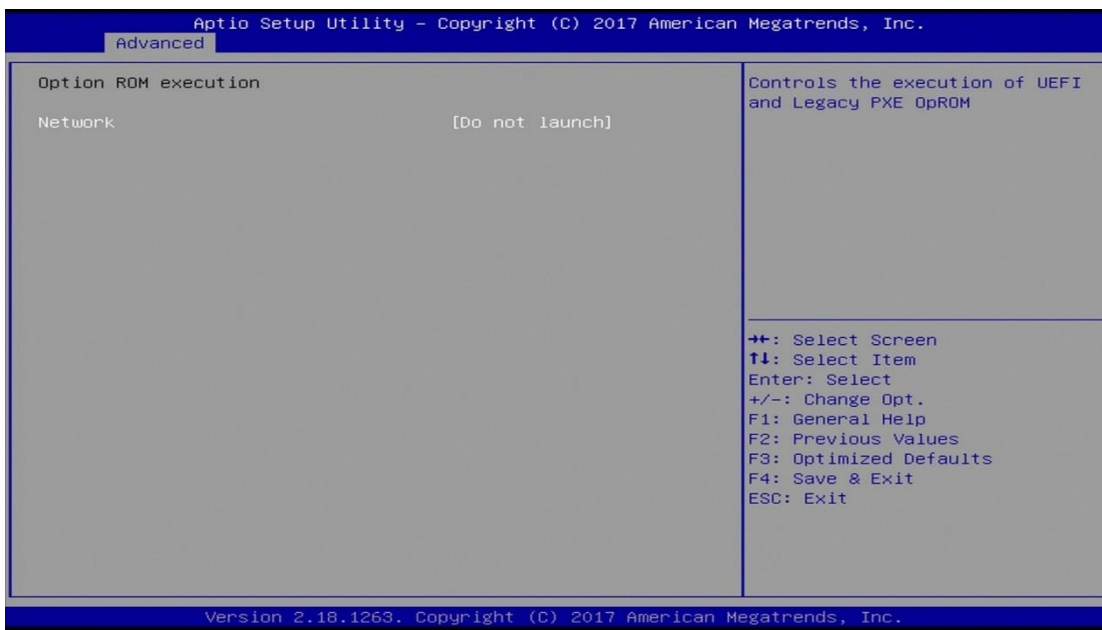 Aptio Setup Utility – Copyright (C) 2017 American Megatrends, Inc.
Advanced
Option ROM execution
Network [Do not launch]
Controls the execution of UEFI
and Legacy PXE OpROM
→←: Select Screen
↑↓: Select Item
Enter: Select
+/-: Change Opt.
F1: General Help
F2: Previous Values
F3: Optimized Defaults
F4: Save & Exit
ESC: Exit
Version 2.18.1263. Copyright (C) 2017 American Megatrends, Inc.